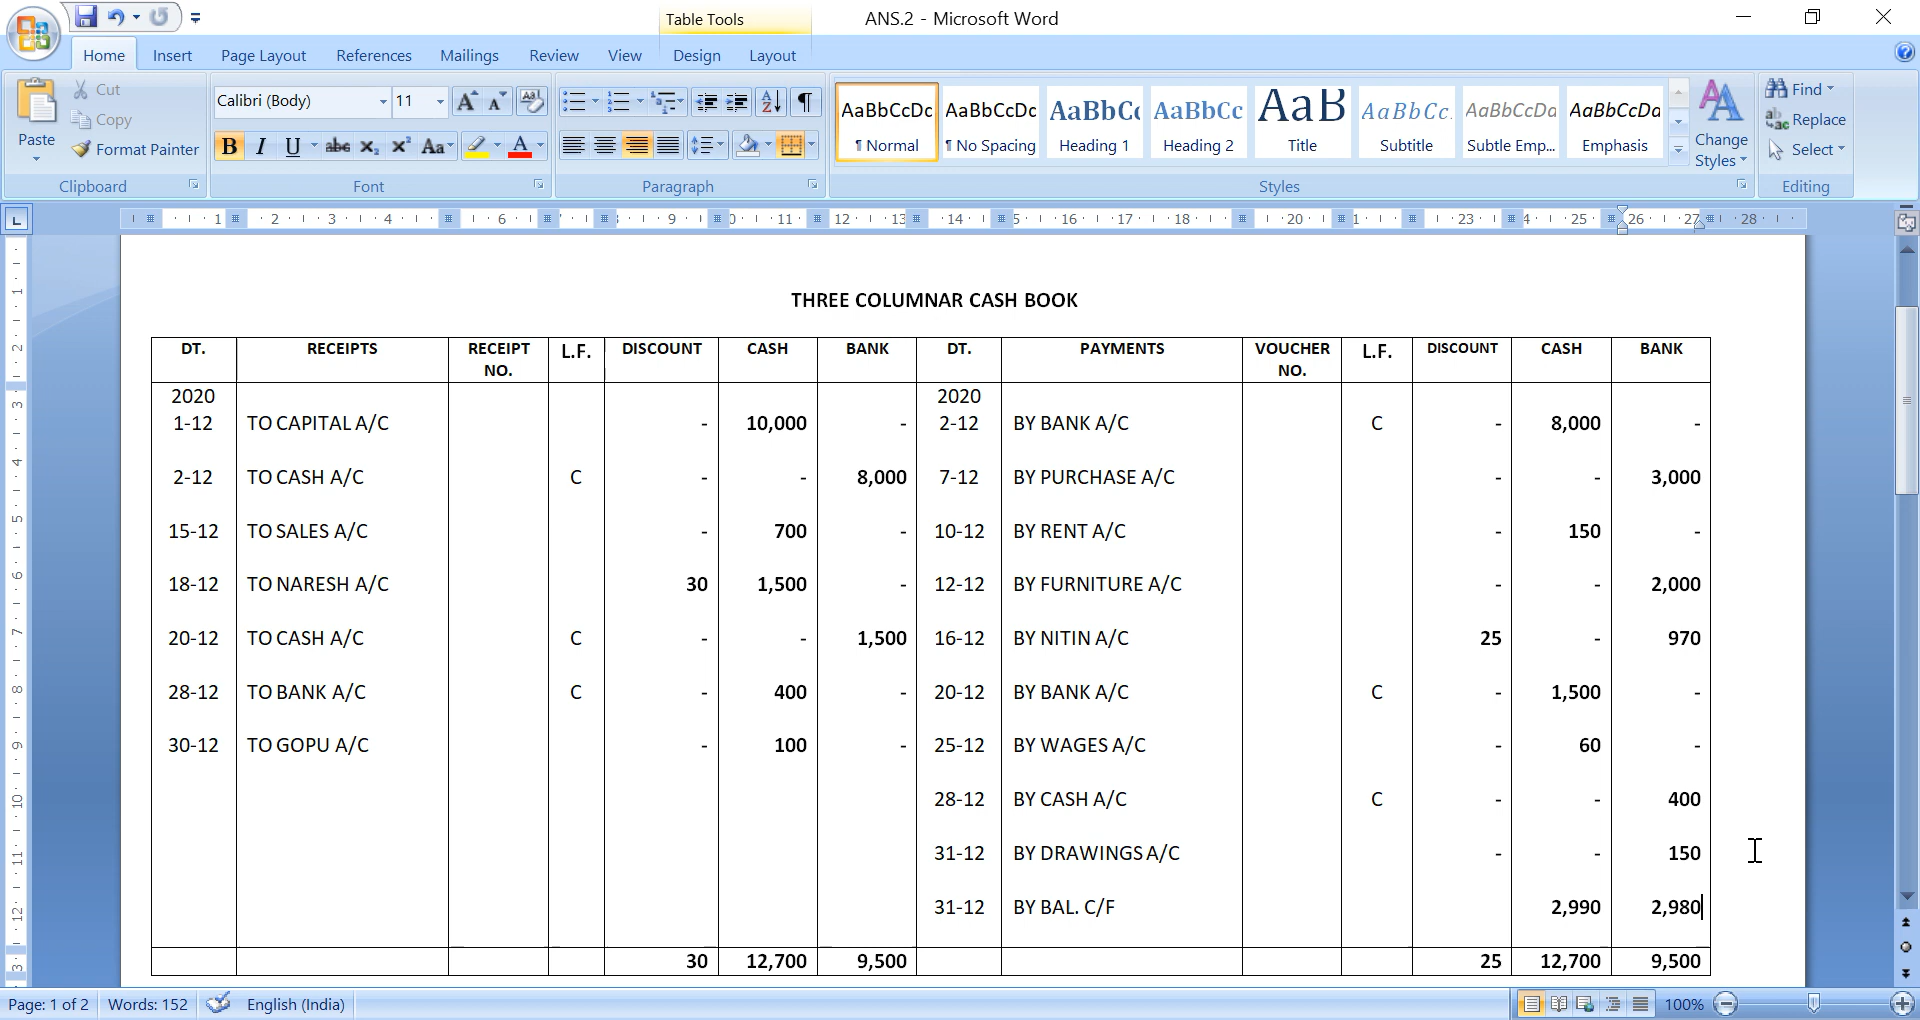 Table Tools
ANS.2 - Microsoft Word
Home Insert Page Layout References Mailings Review View Design Layout
Paste
Cut
Copy
Format Painter
Clipboard
Calibri (Body) 11
Font
Paragraph
AaBbCcDc AaBbCcDc AaBbC AaBbCc AaB AaBbCc. AaBbCcDa AaBbCcDa
¶ Normal ¶ No Spacing Heading 1 Heading 2 Title Subtitle Subtle Emp... Emphasis
Styles
Change Styles
Find
Replace
Select
Editing
THREE COLUMNAR CASH BOOK
DT. RECEIPTS RECEIPT NO. L.F. DISCOUNT CASH BANK DT. PAYMENTS VOUCHER NO. L.F. DISCOUNT CASH BANK
2020 2020
1-12 TO CAPITAL A/C - 10,000 - 2-12 BY BANK A/C C - 8,000 -
2-12 TO CASH A/C C - - 8,000 7-12 BY PURCHASE A/C - - 3,000
15-12 TO SALES A/C - 700 - 10-12 BY RENT A/C - 150 -
18-12 TO NARESH A/C 30 1,500 - 12-12 BY FURNITURE A/C - - 2,000
20-12 TO CASH A/C C - - 1,500 16-12 BY NITIN A/C 25 - 970
28-12 TO BANK A/C C - 400 - 20-12 BY BANK A/C C - 1,500 -
30-12 TO GOPU A/C - 100 - 25-12 BY WAGES A/C - 60 -
28-12 BY CASH A/C C - - 400
31-12 BY DRAWINGS A/C - - 150
31-12 BY BAL. C/F 2,990 2,980
30 12,700 9,500 25 12,700 9,500
Page: 1 of 2 Words: 152 English (India) 100%